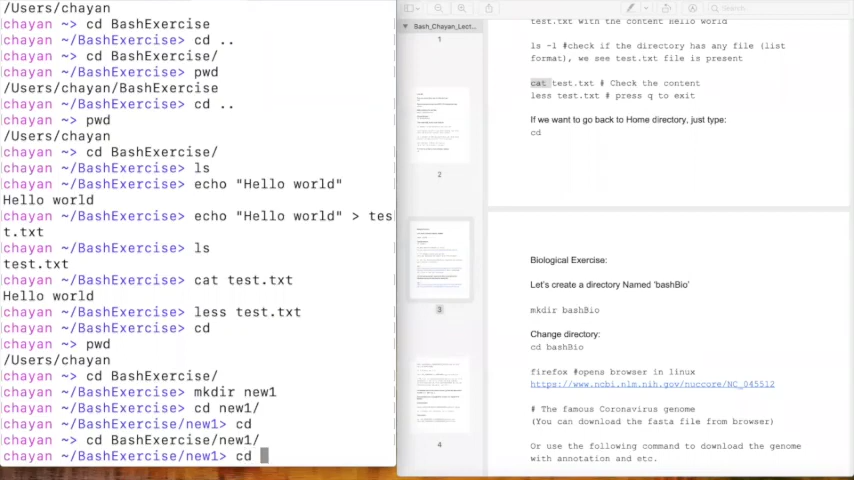 /Users/chayan
chayan ~> cd BashExercise
chayan ~/BashExercise> cd ..
chayan ~> cd BashExercise/
chayan ~/BashExercise> pwd
/Users/chayan/BashExercise
chayan ~/BashExercise> cd ..
chayan ~> pwd
/Users/chayan
chayan ~> cd BashExercise/
chayan ~/BashExercise> ls
chayan ~/BashExercise> echo "Hello world"
Hello world
chayan ~/BashExercise> echo "Hello world" > tes
t.txt
chayan ~/BashExercise> ls
test.txt
chayan ~/BashExercise> cat test.txt
Hello world
chayan ~/BashExercise> less test.txt
chayan ~/BashExercise> cd
chayan ~> pwd
/Users/chayan
chayan ~> cd BashExercise/
chayan ~/BashExercise> mkdir new1
chayan ~/BashExercise> cd new1/
chayan ~/BashExercise/new1> cd
chayan ~> cd BashExercise/new1/
chayan ~/BashExercise/new1> cd
Search
Bash_Chayan_Lect...
1
2
3
4
test.txt with the content Hello world
ls -l #check if the directory has any file (list
format), we see test.txt file is present
cat test.txt # Check the content
less test.txt # press q to exit
If we want to go back to Home directory, just type:
cd
Biological Exercise:
Let's create a directory Named 'bashBio'
mkdir bashBio
Change directory:
cd bashBio
firefox #opens browser in linux
https://www.ncbi.nlm.nih.gov/nuccore/NC_045512
# The famous Coronavirus genome
(You can download the fasta file from browser)
Or use the following command to download the genome
with annotation and etc.